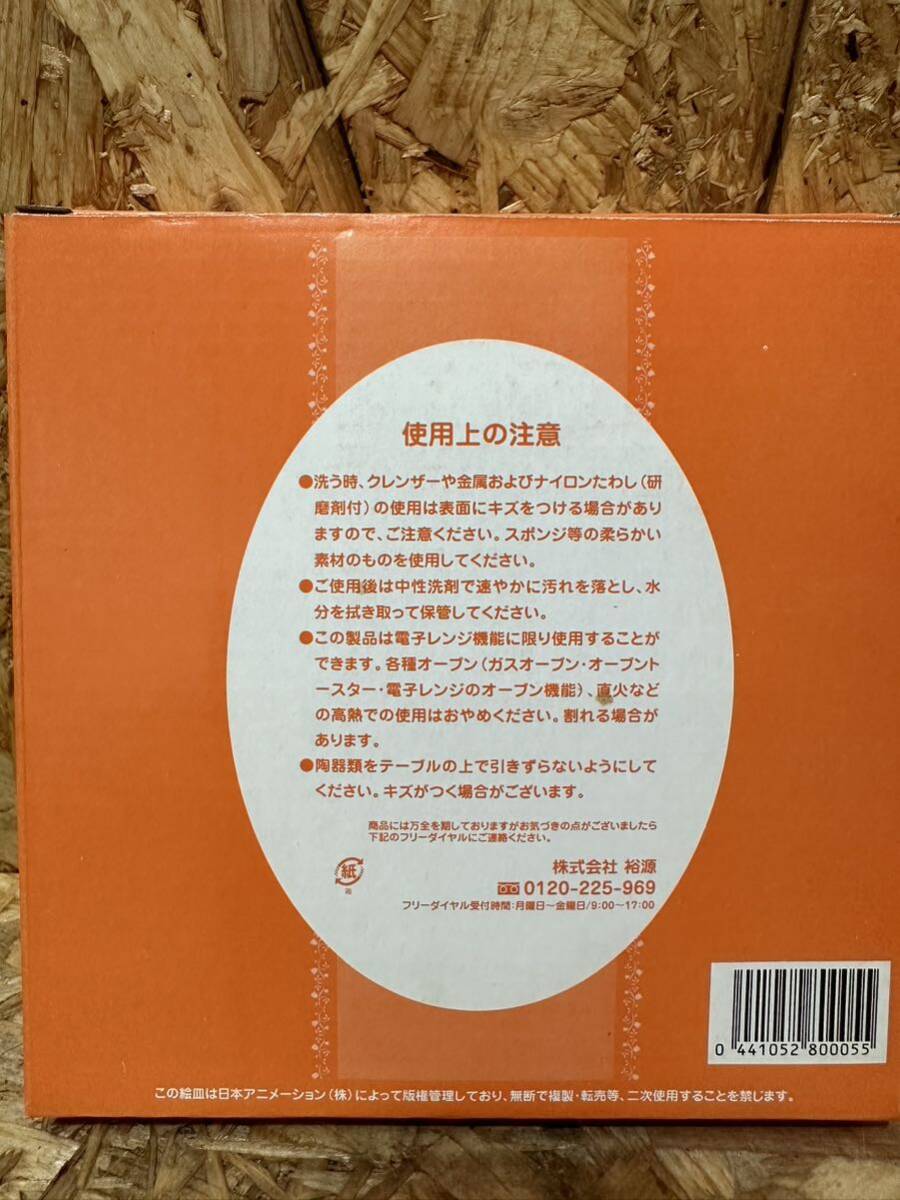 使用上の注意
●洗う時、クレンザーや金属およびナイロンたわし(研
磨剤付)の使用は表面にキズをつける場合があり
ますので、ご注意ください。スポンジ等の柔らかい
素材のものを使用してください。
●ご使用後は中性洗剤で速やかに汚れを落とし、水
分を拭き取って保管してください。
●この製品は電子レンジ機能に限り使用することが
できます。各種オーブン(ガスオーブン・オーブント
ースター・電子レンジのオーブン機能)、直火など
の高熱での使用はおやめください。割れる場合が
あります。
●陶器類をテーブルの上で引きずらないようにして
ください。キズがつく場合がございます。
商品には万全を期しておりますがお気づきの点がございましたら
下記のフリーダイヤルにご連絡ください。
紙
株式会社 裕源
0120-225-969
フリーダイヤル受付時間:月曜日～金曜日/9:00～17:00
0 441052 800055
この絵皿は日本アニメーション(株)によって版権管理しており、無断で複製・転売等、二次使用することを禁じます。